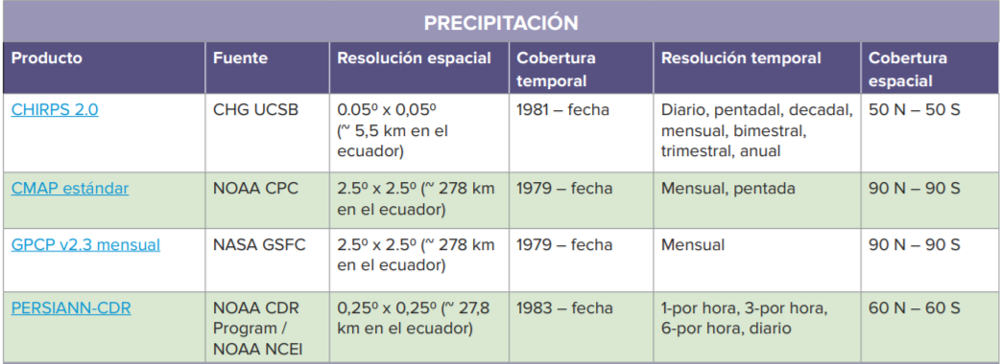 PRECIPITACIÓN
Producto Fuente Resolución espacial Cobertura temporal Resolución temporal Cobertura espacial
CHIRPS 2.0 CHG UCSB 0.05º x 0,05º (~ 5,5 km en el ecuador) 1981 – fecha Diario, pentadal, decadal, mensual, bimestral, trimestral, anual 50 N – 50 S
CMAP estándar NOAA CPC 2.5º x 2.5º (~ 278 km en el ecuador) 1979 – fecha Mensual, pentada 90 N – 90 S
GPCP v2.3 mensual NASA GSFC 2.5º x 2.5º (~ 278 km en el ecuador) 1979 – fecha Mensual 90 N – 90 S
PERSIANN-CDR NOAA CDR Program / NOAA NCEI 0,25º x 0,25º (~ 27,8 km en el ecuador) 1983 – fecha 1-por hora, 3-por hora, 6-por hora, diario 60 N – 60 S